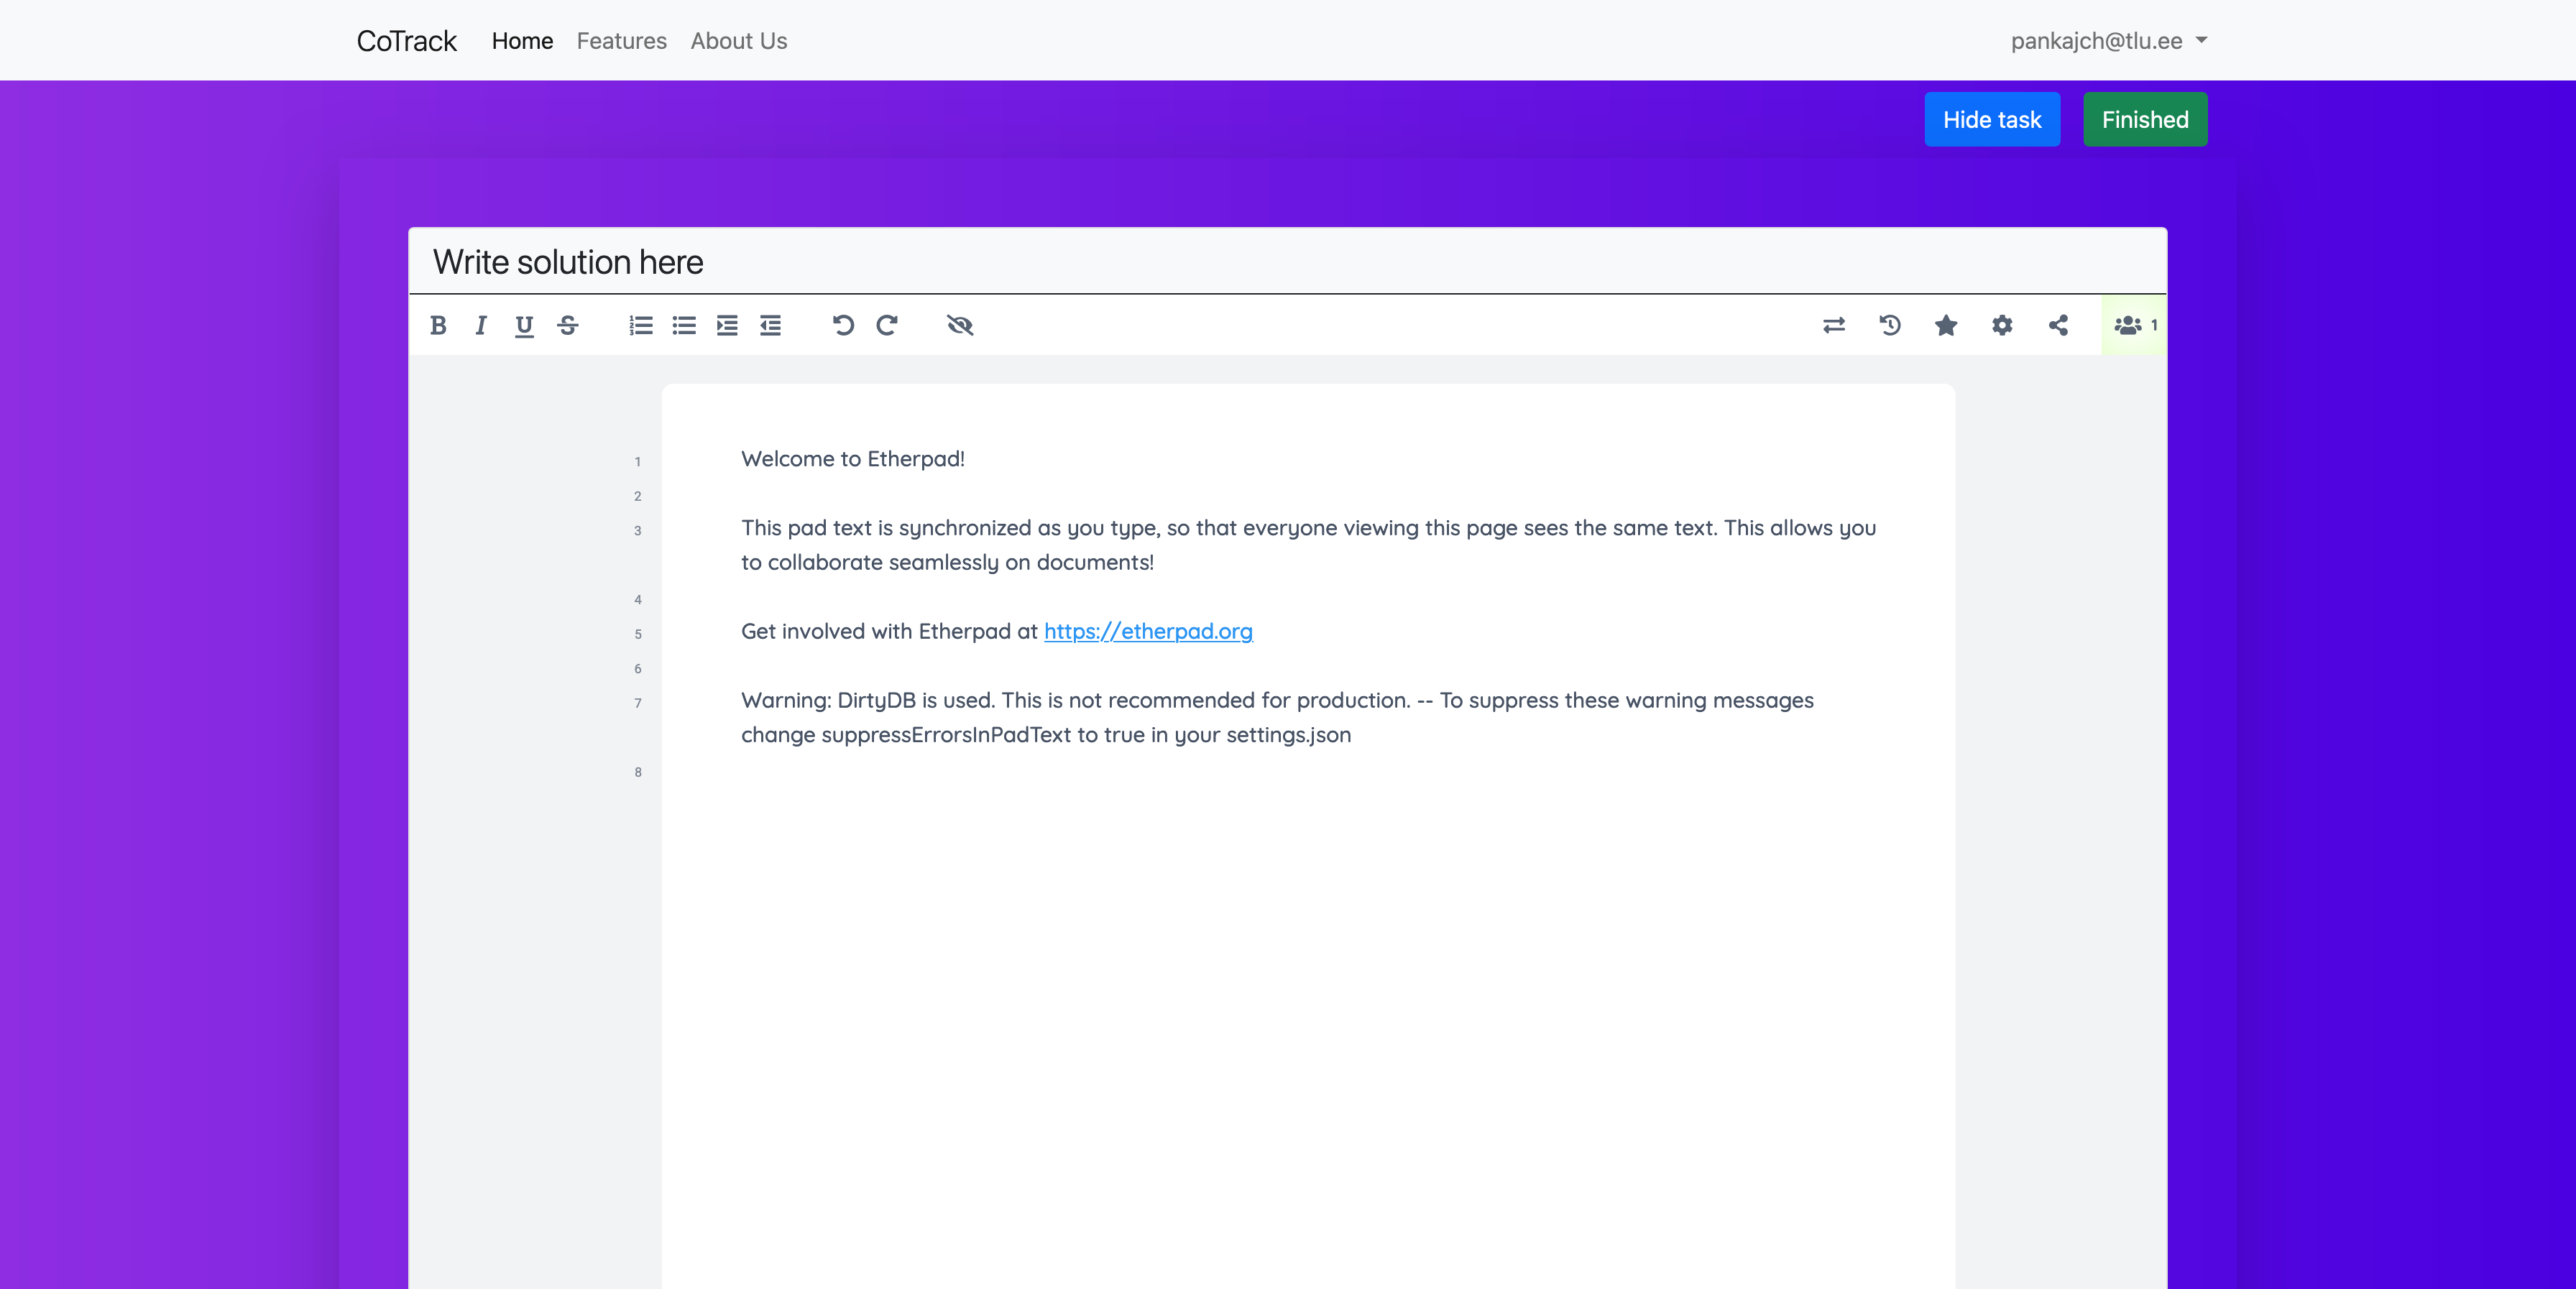 CoTrack Home Features About Us pankajch@tlu.ee
Hide task Finished
Write solution here
B I U S 1
1 Welcome to Etherpad!
2
3 This pad text is synchronized as you type, so that everyone viewing this page sees the same text. This allows you
to collaborate seamlessly on documents!
4
5 Get involved with Etherpad at https://etherpad.org
6
7 Warning: DirtyDB is used. This is not recommended for production. -- To suppress these warning messages
change suppressErrorsInPadText to true in your settings.json
8